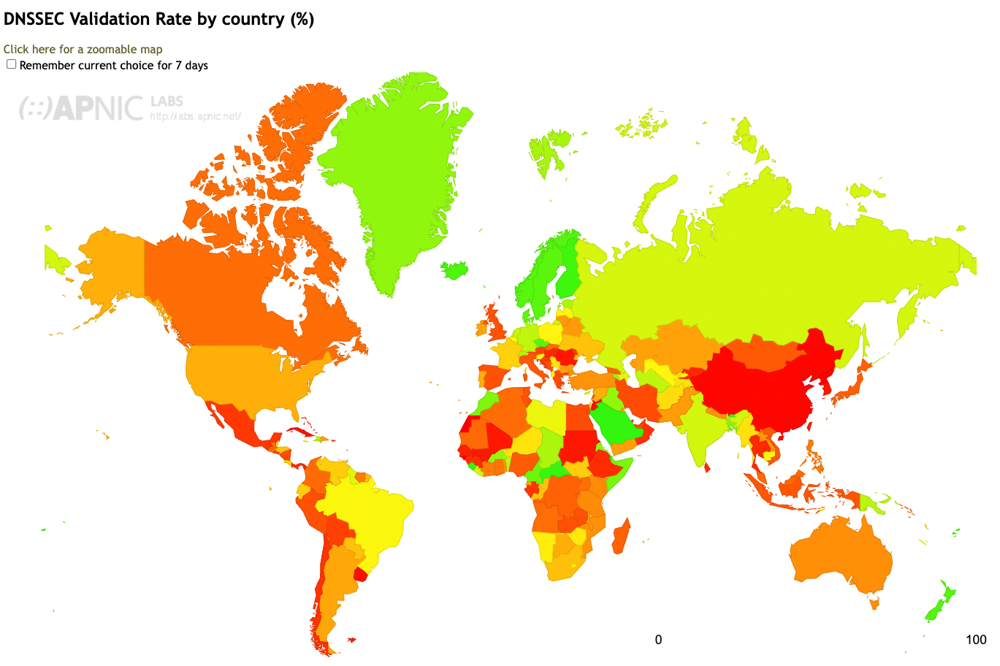 DNSSEC Validation Rate by country (%)
Click here for a zoomable map
Remember current choice for 7 days
(::)APNIC LABS
http://labs.apnic.net/
0 100